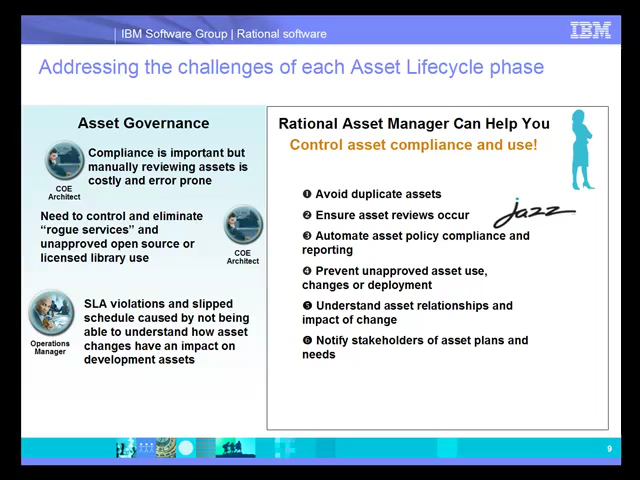 IBM Software Group | Rational software
IBM
Addressing the challenges of each Asset Lifecycle phase
Asset Governance
COE
Architect
Compliance is important but
manually reviewing assets is
costly and error prone
Need to control and eliminate
“rogue services” and
unapproved open source or
licensed library use
COE
Architect
Operations
Manager
SLA violations and slipped
schedule caused by not being
able to understand how asset
changes have an impact on
development assets
Rational Asset Manager Can Help You
Control asset compliance and use!
❶ Avoid duplicate assets
❷ Ensure asset reviews occur
jazz
❸ Automate asset policy compliance and
reporting
❹ Prevent unapproved asset use,
changes or deployment
❺ Understand asset relationships and
impact of change
❻ Notify stakeholders of asset plans and
needs
9